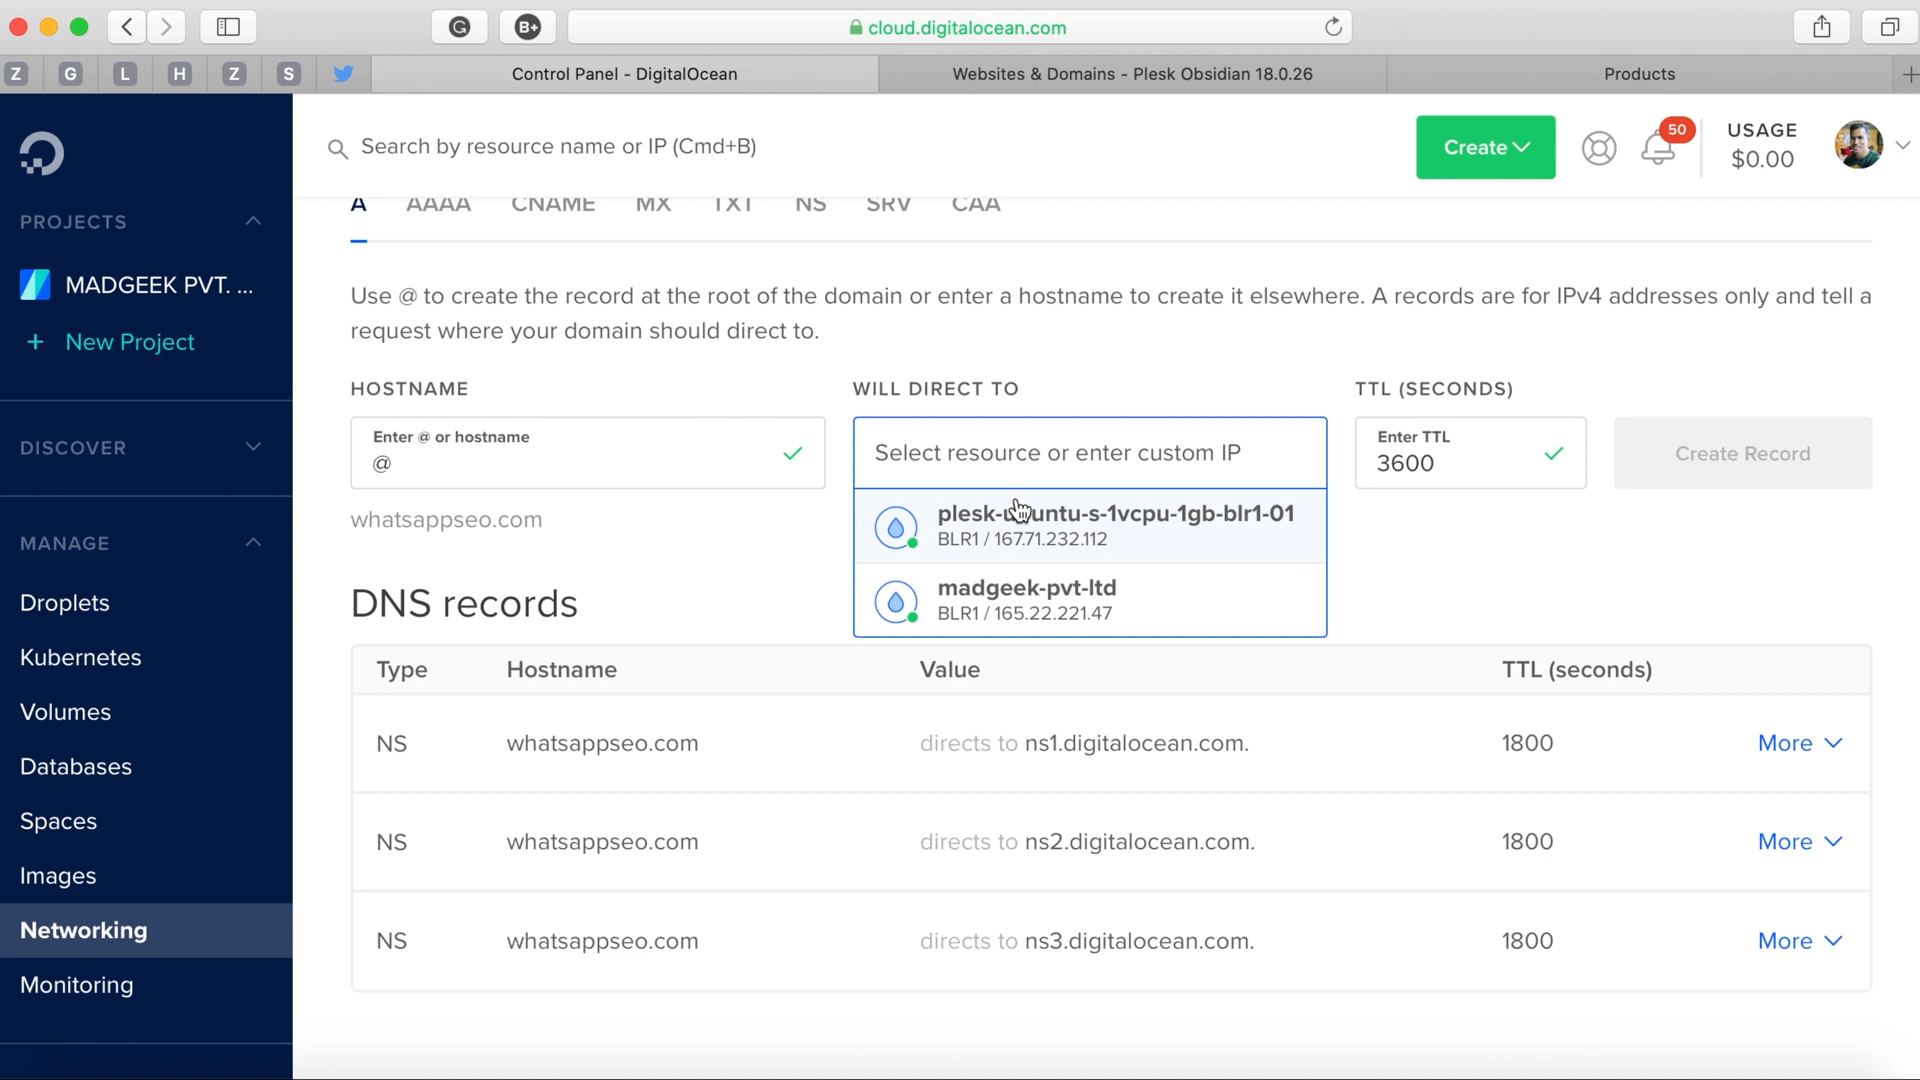 G
B+
cloud.digitalocean.com
Z
G
L
H
Z
S
Control Panel - DigitalOcean
Websites & Domains - Plesk Obsidian 18.0.26
Products
Search by resource name or IP (Cmd+B)
Create
50
USAGE
$0.00
PROJECTS
MADGEEK PVT. ...
+ New Project
DISCOVER
MANAGE
Droplets
Kubernetes
Volumes
Databases
Spaces
Images
Networking
Monitoring
A AAAA CNAME MX TXT NS SRV CAA
Use @ to create the record at the root of the domain or enter a hostname to create it elsewhere. A records are for IPv4 addresses only and tell a
request where your domain should direct to.
HOSTNAME
Enter @ or hostname
@
whatsappseo.com
WILL DIRECT TO
Select resource or enter custom IP
plesk-ubuntu-s-1vcpu-1gb-blr1-01
BLR1 / 167.71.232.112
madgeek-pvt-ltd
BLR1 / 165.22.221.47
TTL (SECONDS)
Enter TTL
3600
Create Record
DNS records
Type Hostname Value TTL (seconds)
NS whatsappseo.com directs to ns1.digitalocean.com. 1800 More
NS whatsappseo.com directs to ns2.digitalocean.com. 1800 More
NS whatsappseo.com directs to ns3.digitalocean.com. 1800 More